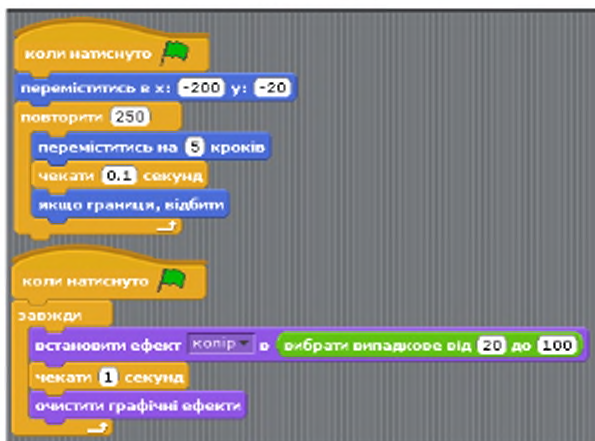 коли натиснуто
переміститись в x: -200 y: -20
повторити 250
переміститись на 5 кроків
чекати 0.1 секунд
якщо границя, відбити
коли натиснуто
завжди
встановити ефект колір в вибрати випадкове від 20 до 100
чекати 1 секунд
очистити графічні ефекти